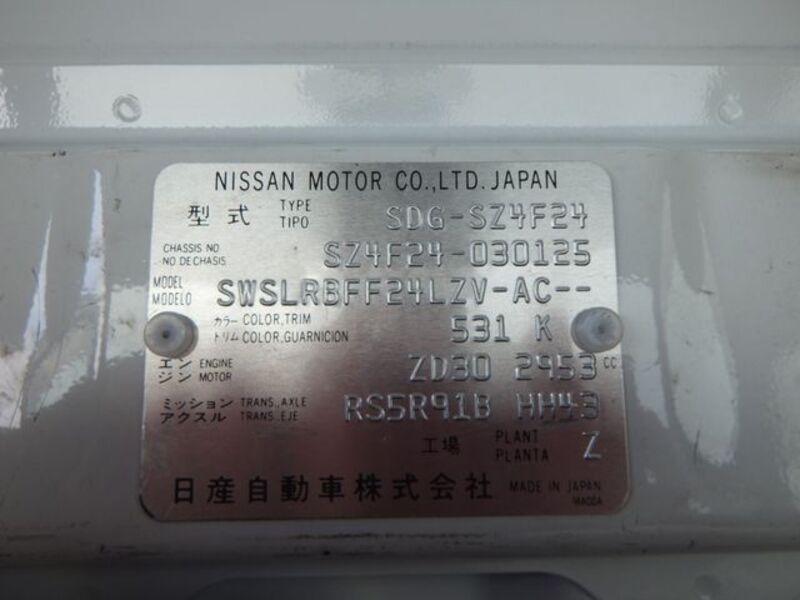 NISSAN MOTOR CO.,LTD. JAPAN
型式 TYPE TIPO SDG-SZ4F24
CHASSIS NO NO DE CHASIS SZ4F24-030125
MODEL MODELO SWSLRBFF24LZV-AC--
カラー COLOR,TRIM トリム COLOR,GUARNICION 531 K
エンジン ENGINE MOTOR ZD30 2953 CC
ミッション TRANS.,AXLE アクスル TRANS.,EJE RS5R91B HH43
工場 PLANT PLANTA Z
日産自動車株式会社 MADE IN JAPAN